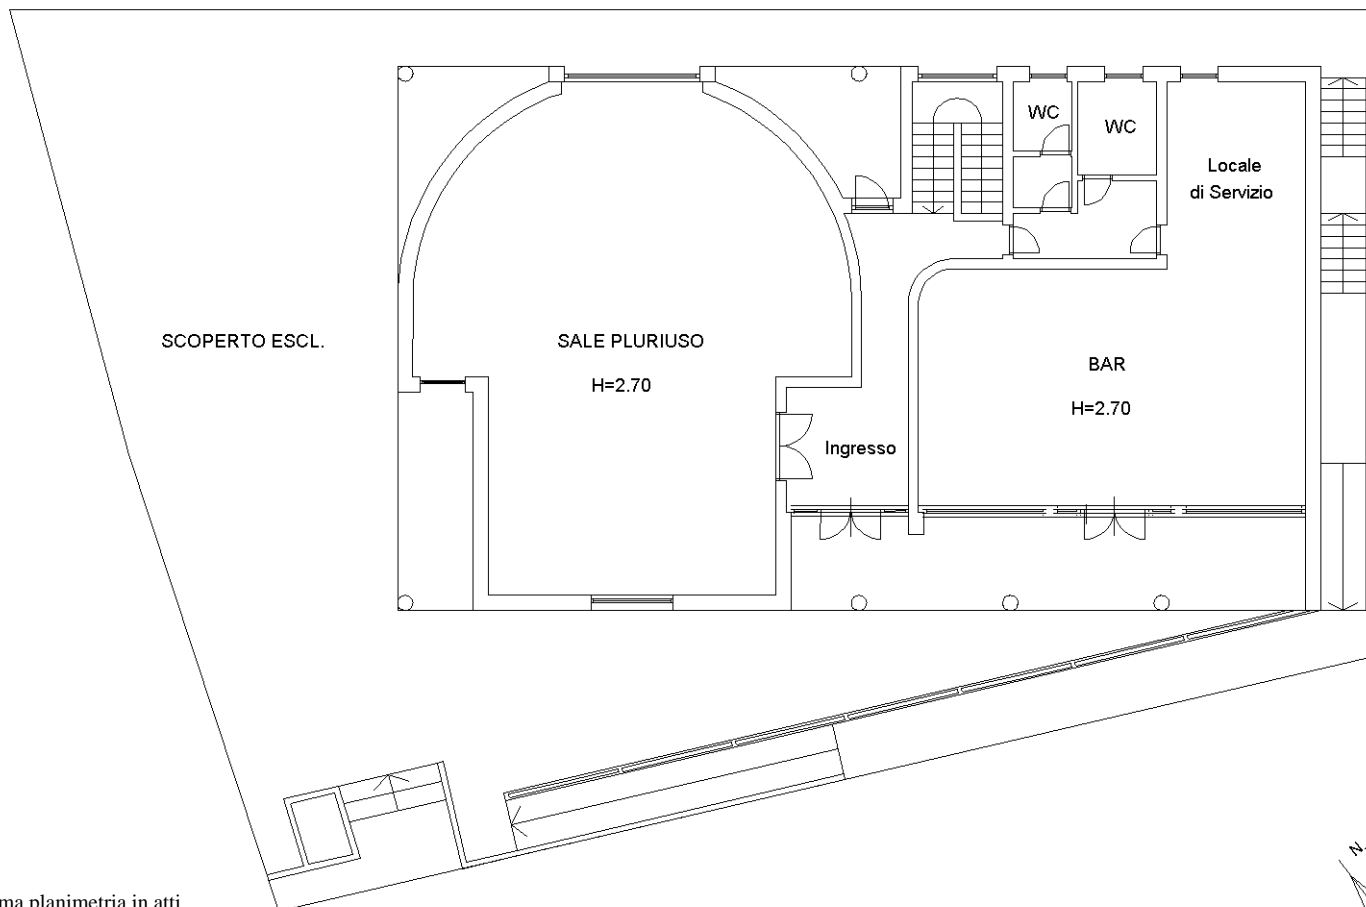 WC
WC
Locale
di Servizio
SCOPERTO ESCL.
SALE PLURIUSO
H=2.70
BAR
H=2.70
Ingresso
N.
planimetria in atti